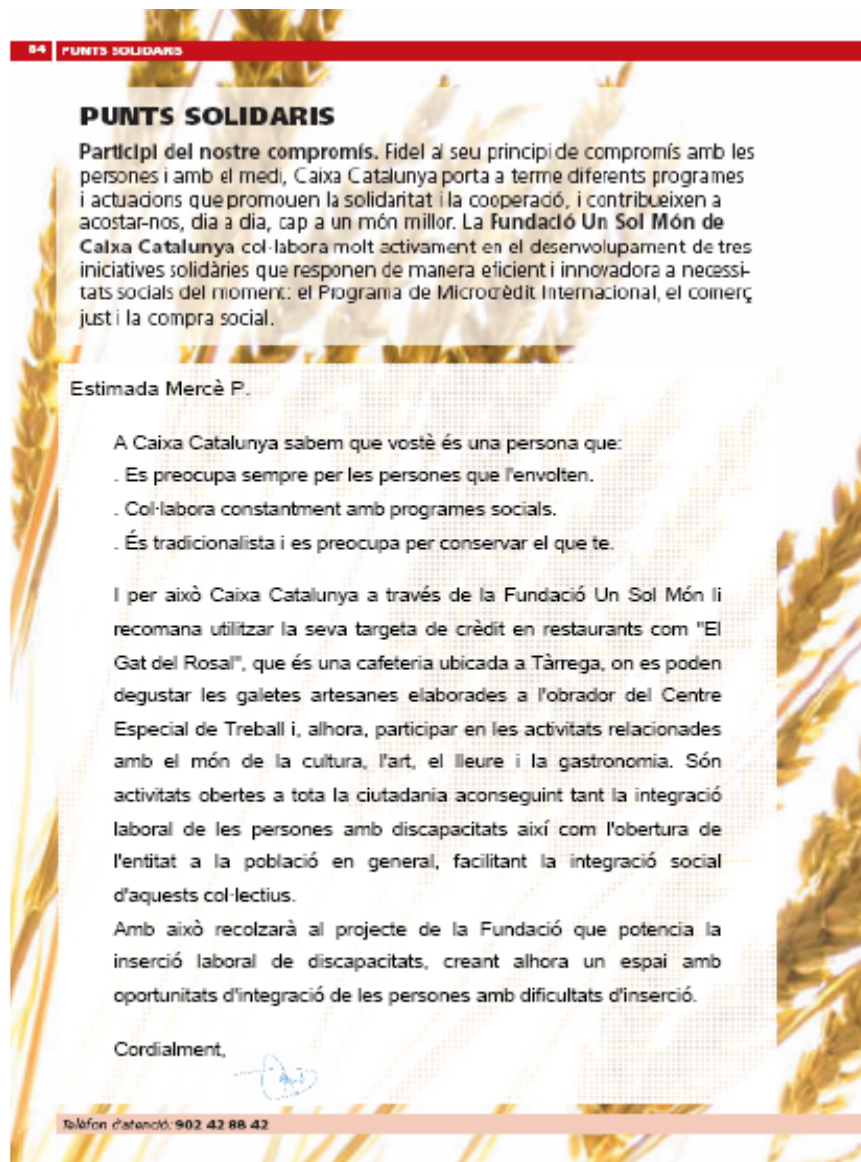 84 PUNTS SOLIDARIS
PUNTS SOLIDARIS
Participi del nostre compromís. Fidel al seu principi de compromís amb les
persones i amb el medi, Caixa Catalunya porta a terme diferents programes
i actuacions que promouen la solidaritat i la cooperació, i contribueixen a
acostar-nos, dia a dia, cap a un món millor. La Fundació Un Sol Món de
Caixa Catalunya col·labora molt activament en el desenvolupament de tres
iniciatives solidàries que responen de manera eficient i innovadora a necessi-
tats socials del moment: el Programa de Microcrèdit Internacional, el comerç
just i la compra social.
Estimada Mercè P.
A Caixa Catalunya sabem que vostè és una persona que:
. Es preocupa sempre per les persones que l'envolten.
. Col·labora constantment amb programes socials.
. És tradicionalista i es preocupa per conservar el que te.
I per això Caixa Catalunya a través de la Fundació Un Sol Món li
recomana utilitzar la seva targeta de crèdit en restaurants com "El
Gat del Rosal", que és una cafeteria ubicada a Tàrrega, on es poden
degustar les galetes artesanes elaborades a l'obrador del Centre
Especial de Treball i, alhora, participar en les activitats relacionades
amb el món de la cultura, l'art, el lleure i la gastronomia. Són
activitats obertes a tota la ciutadania aconseguint tant la integració
laboral de les persones amb discapacitats així com l'obertura de
l'entitat a la població en general, facilitant la integració social
d'aquests col·lectius.
Amb això recolzarà al projecte de la Fundació que potencia la
inserció laboral de discapacitats, creant alhora un espai amb
oportunitats d'integració de les persones amb dificultats d'inserció.
Cordialment,
Telèfon d'atenció: 902 42 88 42